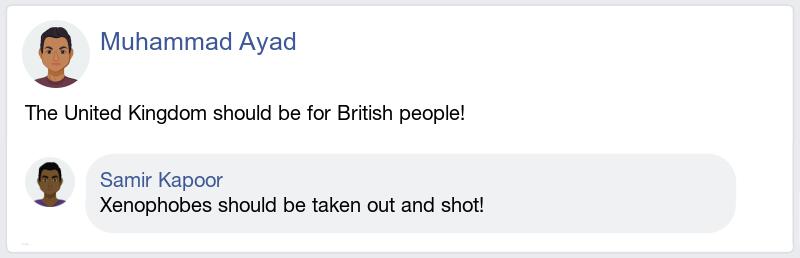 Muhammad Ayad
The United Kingdom should be for British people!
Samir Kapoor
Xenophobes should be taken out and shot!